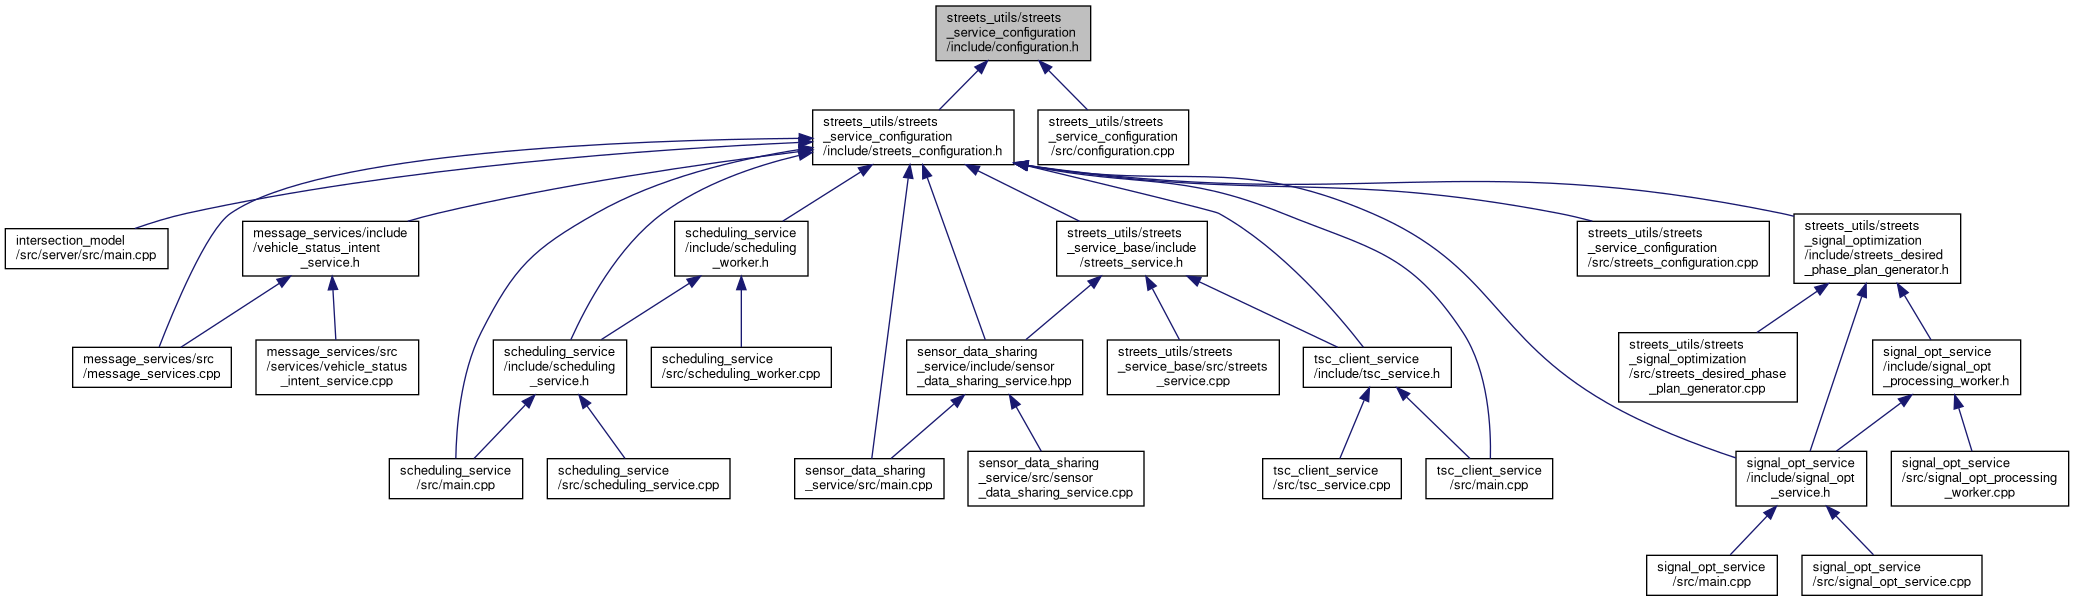 streets_utils/streets
_service_configuration
/include/configuration.h
streets_utils/streets
_service_configuration
/include/streets_configuration.h
streets_utils/streets
_service_configuration
/src/configuration.cpp
intersection_model
/src/server/src/main.cpp
message_services/include
/vehicle_status_intent
_service.h
scheduling_service
/include/scheduling
_worker.h
streets_utils/streets
_service_base/include
/streets_service.h
streets_utils/streets
_service_configuration
/src/streets_configuration.cpp
streets_utils/streets
_signal_optimization
/include/streets_desired
_phase_plan_generator.h
message_services/src
/message_services.cpp
message_services/src
/services/vehicle_status
_intent_service.cpp
scheduling_service
/include/scheduling
_service.h
scheduling_service
/src/scheduling_worker.cpp
sensor_data_sharing
_service/include/sensor
_data_sharing_service.hpp
streets_utils/streets
_service_base/src/streets
_service.cpp
tsc_client_service
/include/tsc_service.h
streets_utils/streets
_signal_optimization
/src/streets_desired_phase
_plan_generator.cpp
signal_opt_service
/include/signal_opt
_processing_worker.h
scheduling_service
/src/main.cpp
scheduling_service
/src/scheduling_service.cpp
sensor_data_sharing
_service/src/main.cpp
sensor_data_sharing
_service/src/sensor
_data_sharing_service.cpp
tsc_client_service
/src/tsc_service.cpp
tsc_client_service
/src/main.cpp
signal_opt_service
/include/signal_opt
_service.h
signal_opt_service
/src/signal_opt_processing
_worker.cpp
signal_opt_service
/src/main.cpp
signal_opt_service
/src/signal_opt_service.cpp